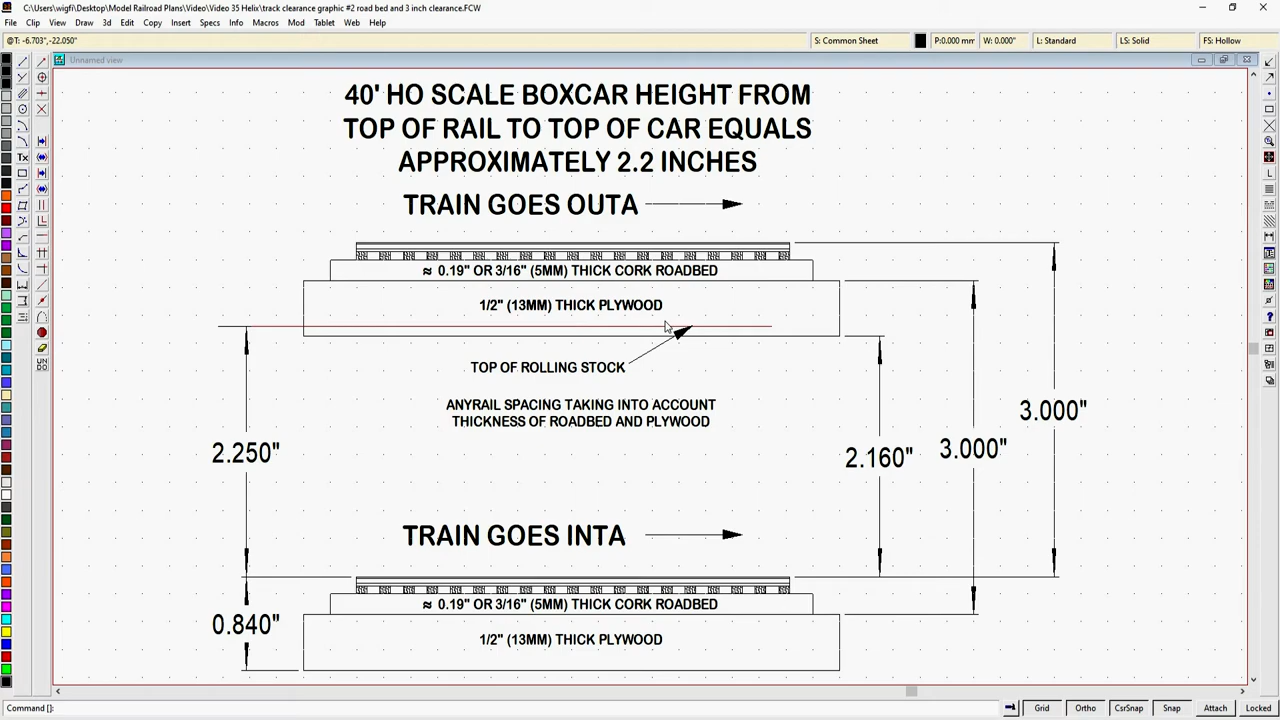 C:\Users\wigfi\Desktop\Model Railroad Plans\Video\Video 35 Helix\track clearance graphic #2 road bed and 3 inch clearance.FCW
File Clip View Draw 3d Edit Copy Insert Specs Info Macros Mod Tablet Web Help
@T: -6.703",-22.050"
S: Common Sheet
P:0.000 mm
W: 0.000"
L: Standard
LS: Solid
FS: Hollow
Unnamed view
40' HO SCALE BOXCAR HEIGHT FROM
TOP OF RAIL TO TOP OF CAR EQUALS
APPROXIMATELY 2.2 INCHES
TRAIN GOES OUTA
≈ 0.19" OR 3/16" (5MM) THICK CORK ROADBED
1/2" (13MM) THICK PLYWOOD
TOP OF ROLLING STOCK
ANYRAIL SPACING TAKING INTO ACCOUNT
THICKNESS OF ROADBED AND PLYWOOD
3.000"
2.250"
2.160"
3.000"
TRAIN GOES INTA
≈ 0.19" OR 3/16" (5MM) THICK CORK ROADBED
0.840"
1/2" (13MM) THICK PLYWOOD
Tx
UN
DO
L
Command []:
Grid Ortho CsrSnap Snap Attach Locked